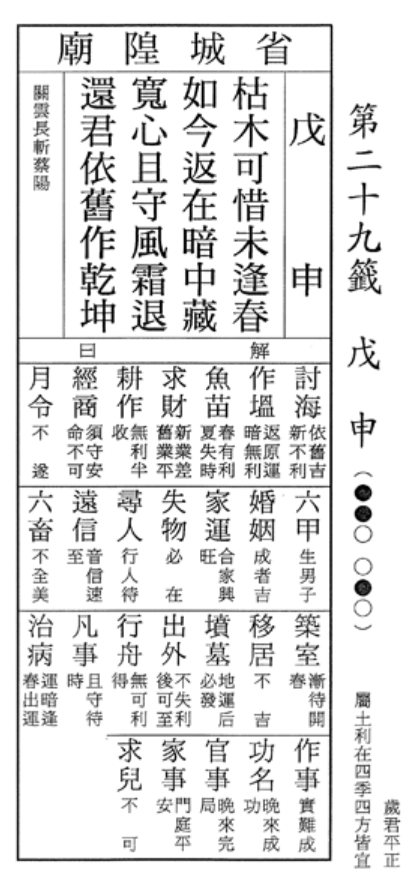 第二十九籤 戊申(●●○ ○●○)
歲君平正
屬土利在四季四方皆宜
省城隍廟
戊申
枯木可惜未逢春
如今返在暗中藏
寬心且守風霜退
還君依舊作乾坤
關雲長斬蔡陽
解曰
討海 依舊吉新不利
作塭 返原運暗無利
魚苗 春有利夏失時
求財 新業差舊業平
耕作 無利半收
經商 須守安命不可
月令 不遂
六甲 生男子
婚姻 成者吉
家運 合家興旺
失物 必在
尋人 行人待
遠信 音信速至
六畜 不全美
築室 漸待開春
移居 不吉
墳墓 地運后必發
出外 不失利後可至
行舟 無可利得
凡事 且守待時
治病 運暗逢春出運
作事 實難成
功名 晚來成功
官事 晚來完局
家事 門庭平安
求兒 不可